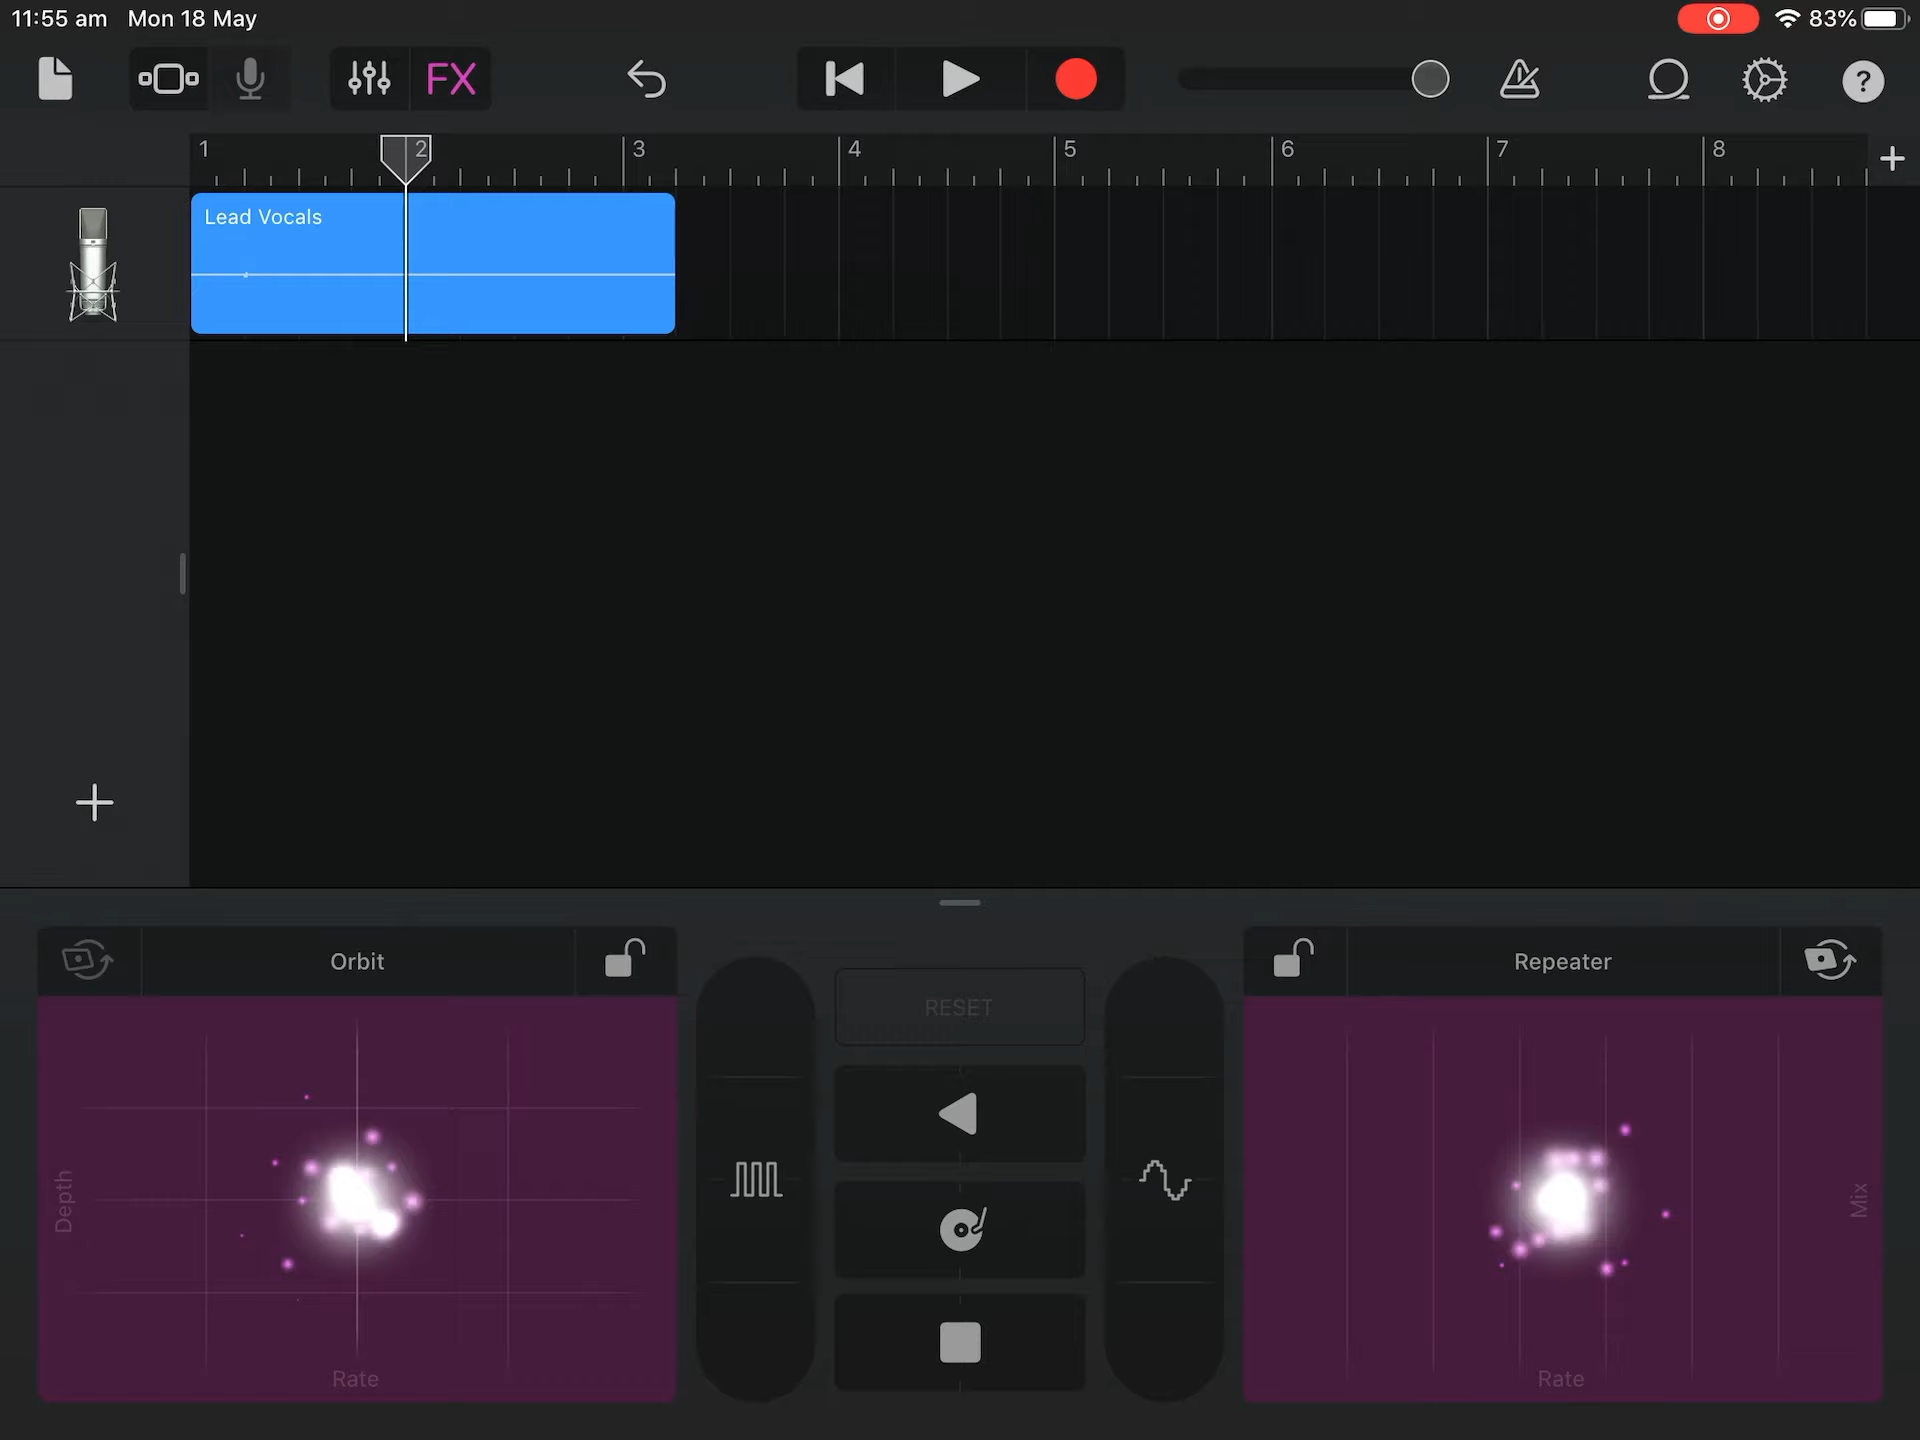 11:55 am Mon 18 May 83%
FX ?
1 2 3 4 5 6 7 8
Lead Vocals
Orbit
RESET
Repeater
Depth
Mix
Rate
Rate